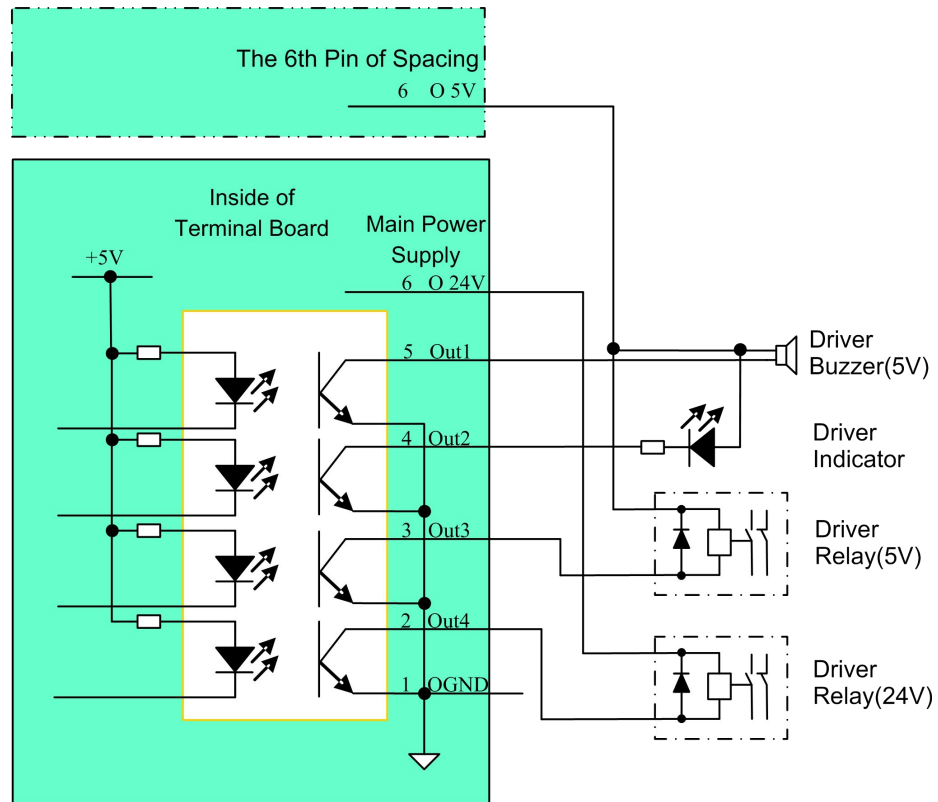 The 6th Pin of Spacing
6 O 5V
Inside of
Terminal Board
Main Power
Supply
+5V
6 O 24V
5 Out1
Driver
Buzzer(5V)
4 Out2
Driver
Indicator
3 Out3
Driver
Relay(5V)
2 Out4
1 OGND
Driver
Relay(24V)